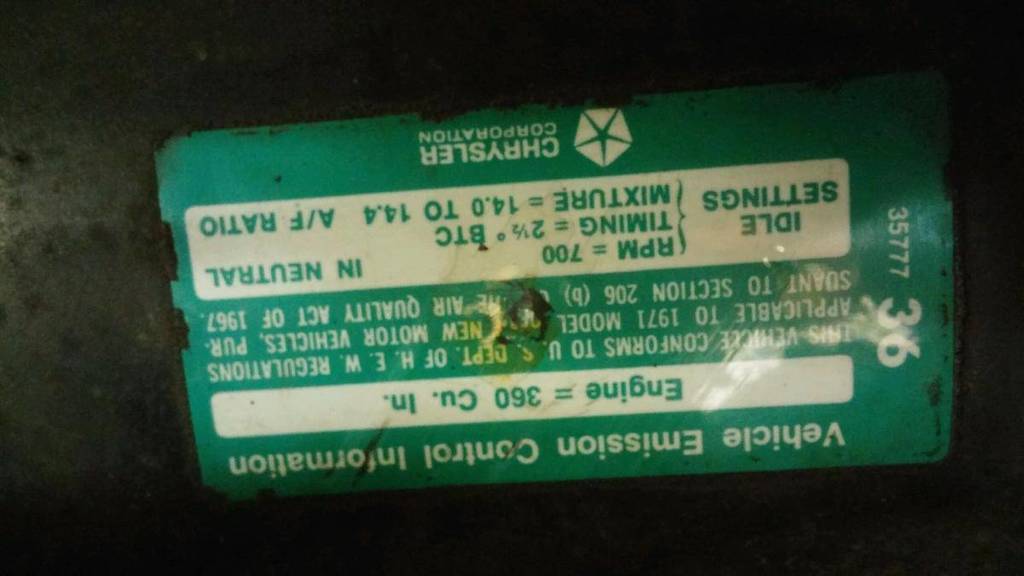 Vehicle Emission Control Information
Engine = 360 Cu. In.
THIS VEHICLE CONFORMS TO U. S. DEPT. OF H. E. W. REGULATIONS
APPLICABLE TO 1971 MODEL NEW MOTOR VEHICLES, PUR-
SUANT TO SECTION 206 (b) THE AIR QUALITY ACT OF 1967.
36
35777
IDLE
SETTINGS
RPM = 700 IN NEUTRAL
TIMING = 2½° BTC
MIXTURE = 14.0 TO 14.4 A/F RATIO
CHRYSLER
CORPORATION